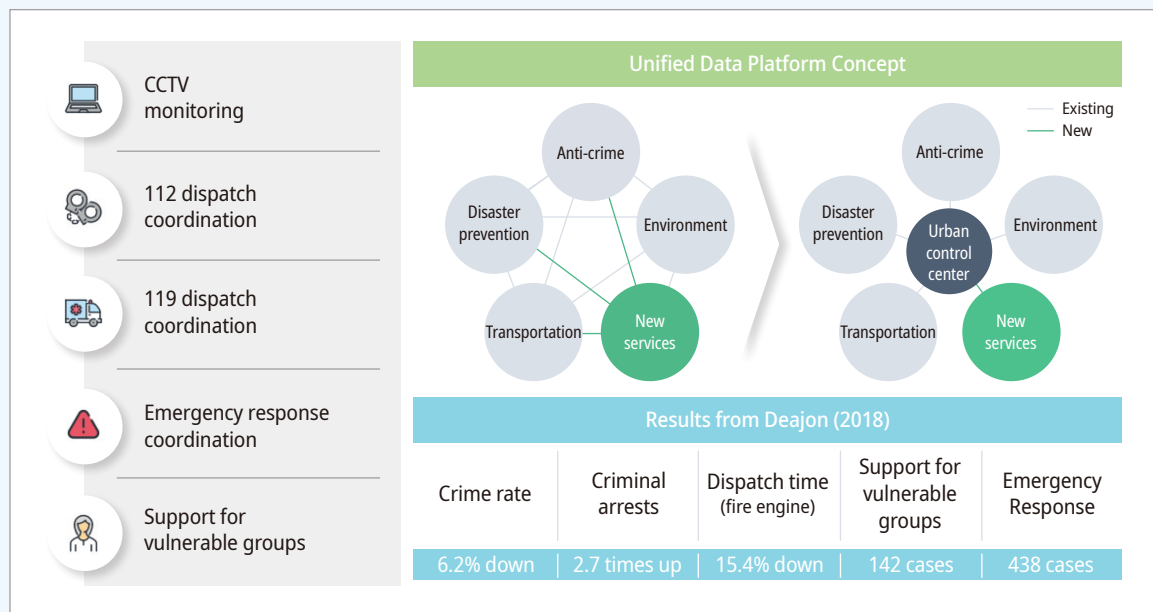 CCTV
monitoring
112 dispatch
coordination
119 dispatch
coordination
Emergency response
coordination
Support for
vulnerable groups
Unified Data Platform Concept
Anti-crime
Disaster
prevention
Environment
Transportation
New
services
Existing
New
Anti-crime
Disaster
prevention
Urban
control
center
Environment
Transportation
New
services
Results from Deajon (2018)
Crime rate
Criminal
arrests
Dispatch time
(fire engine)
Support for
vulnerable
groups
Emergency
Response
6.2% down
2.7 times up
15.4% down
142 cases
438 cases